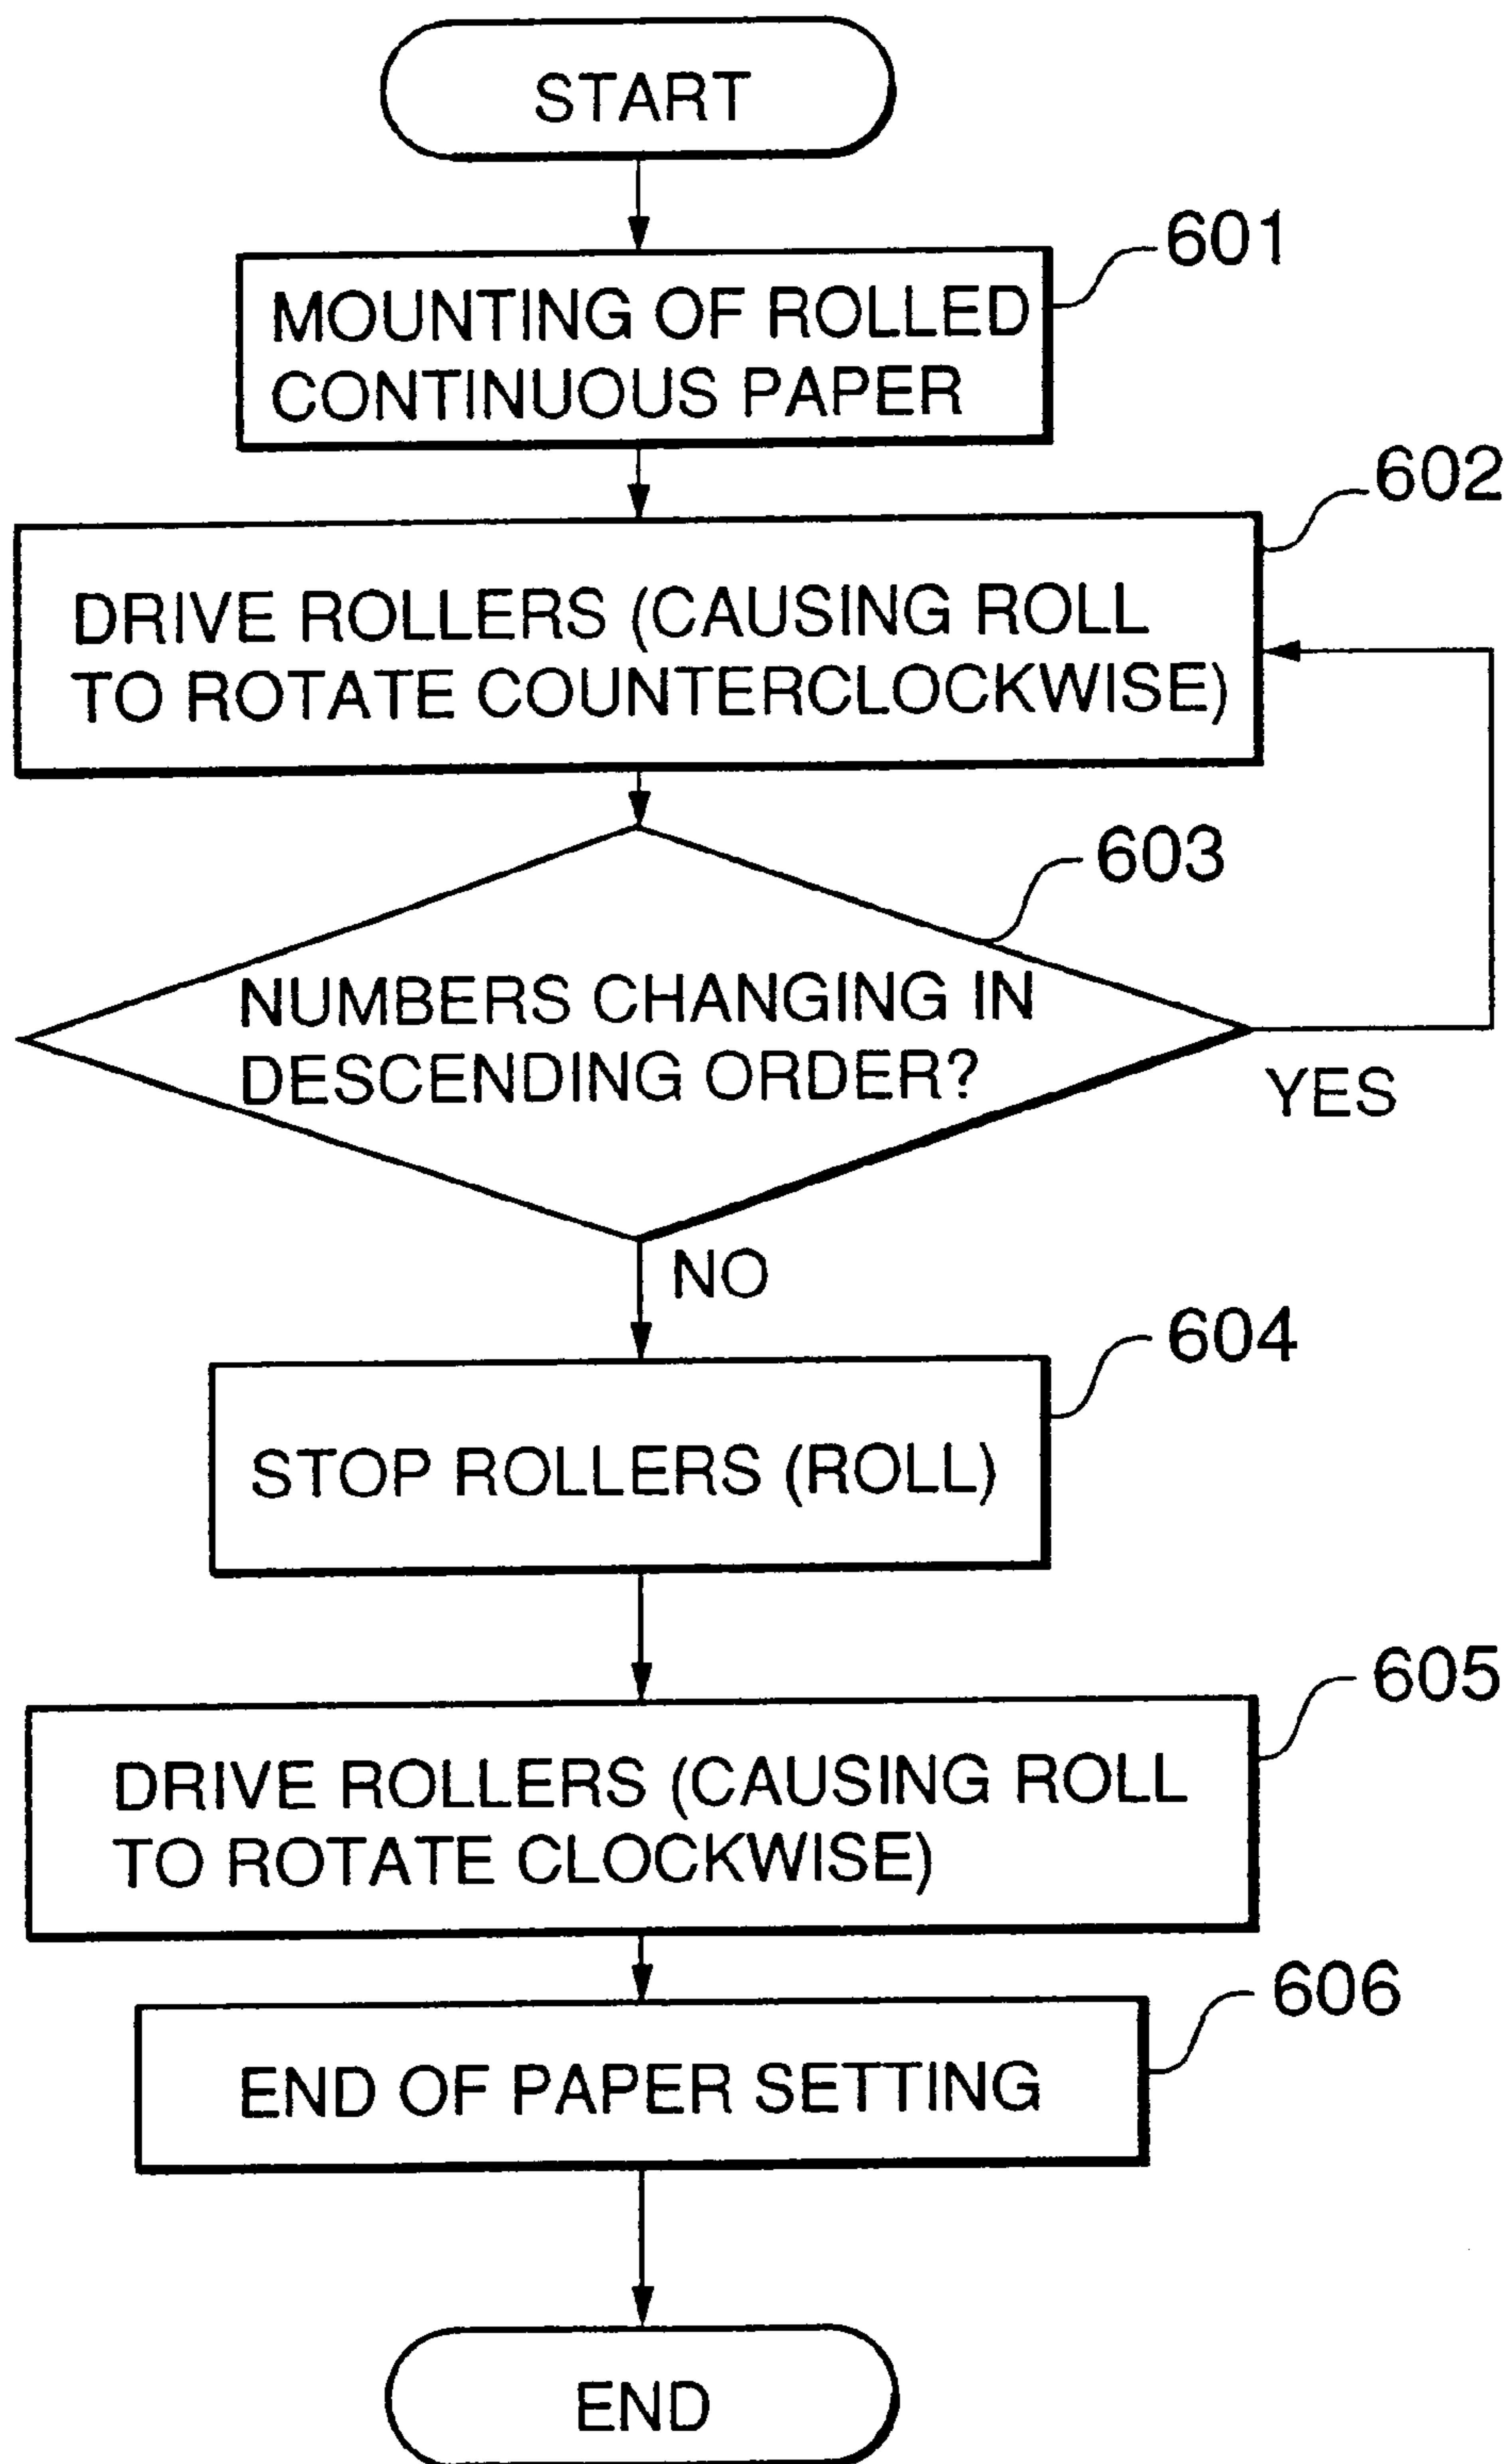 START
601
MOUNTING OF ROLLED
CONTINUOUS PAPER
602
DRIVE ROLLERS (CAUSING ROLL
TO ROTATE COUNTERCLOCKWISE)
603
NUMBERS CHANGING IN
DESCENDING ORDER?
YES
NO
604
STOP ROLLERS (ROLL)
605
DRIVE ROLLERS (CAUSING ROLL
TO ROTATE CLOCKWISE)
606
END OF PAPER SETTING
END